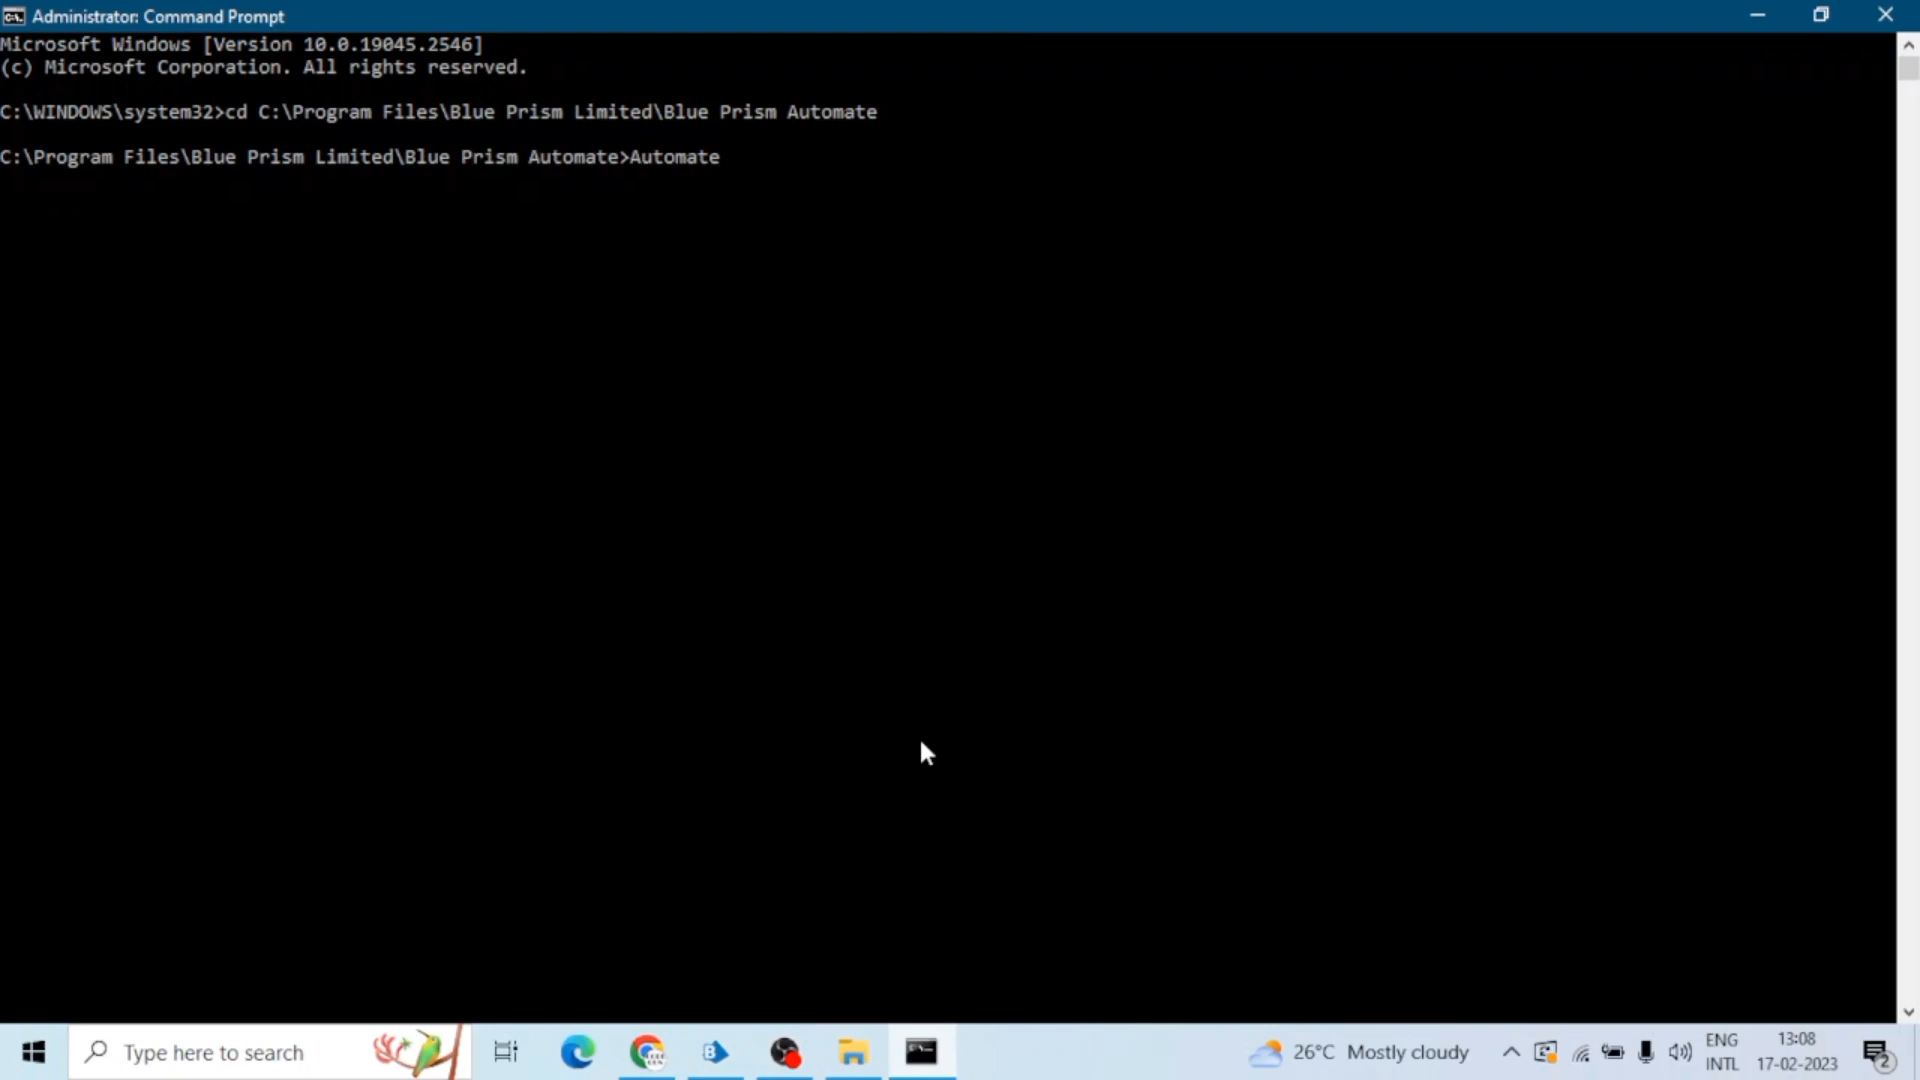 Administrator: Command Prompt
Microsoft Windows [Version 10.0.19045.2546]
(c) Microsoft Corporation. All rights reserved.
C:\WINDOWS\system32>cd C:\Program Files\Blue Prism Limited\Blue Prism Automate
C:\Program Files\Blue Prism Limited\Blue Prism Automate>Automate
Type here to search
26°C Mostly cloudy
ENG
INTL
13:08
17-02-2023
2